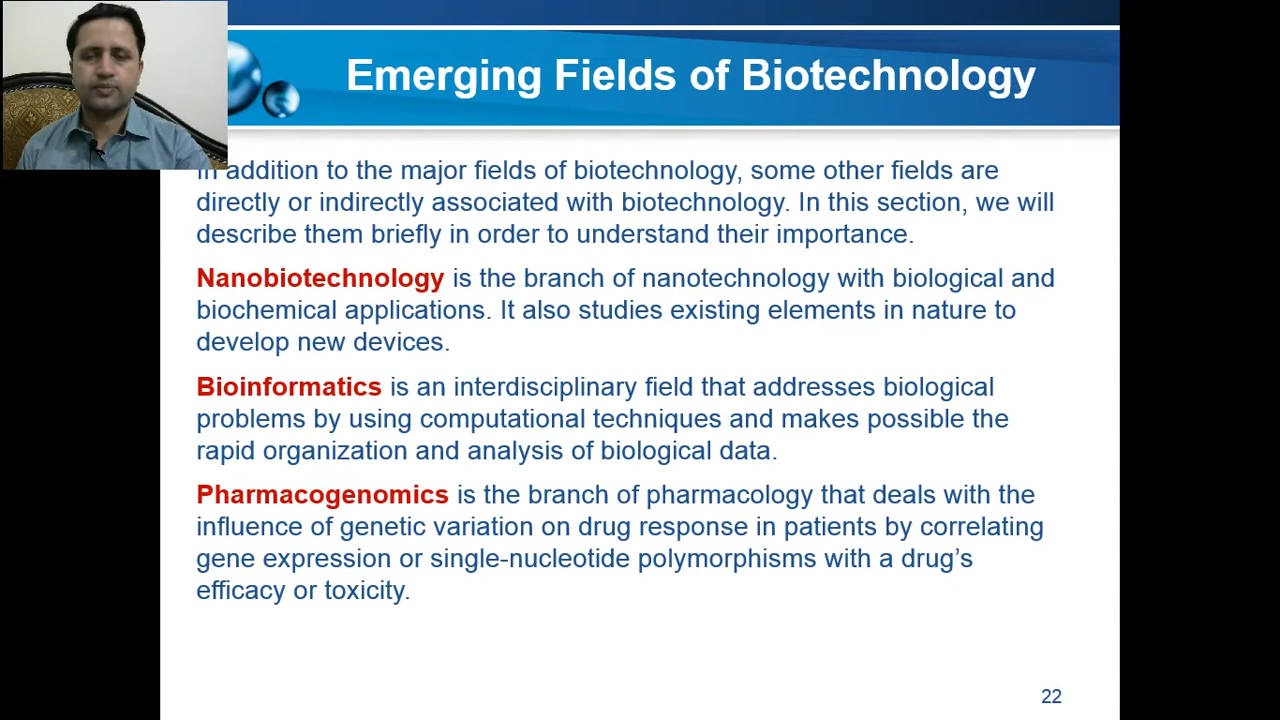 Emerging Fields of Biotechnology
In addition to the major fields of biotechnology, some other fields are
directly or indirectly associated with biotechnology. In this section, we will
describe them briefly in order to understand their importance.
Nanobiotechnology is the branch of nanotechnology with biological and
biochemical applications. It also studies existing elements in nature to
develop new devices.
Bioinformatics is an interdisciplinary field that addresses biological
problems by using computational techniques and makes possible the
rapid organization and analysis of biological data.
Pharmacogenomics is the branch of pharmacology that deals with the
influence of genetic variation on drug response in patients by correlating
gene expression or single-nucleotide polymorphisms with a drug’s
efficacy or toxicity.
22